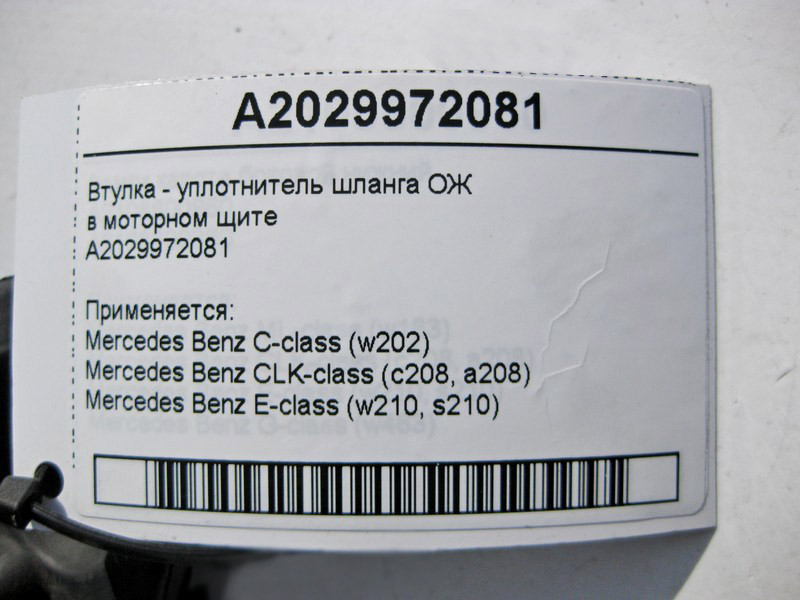 A2029972081
Втулка - уплотнитель шланга ОЖ
в моторном щите
A2029972081
Применяется:
Mercedes Benz C-class (w202)
Mercedes Benz CLK-class (c208, a208)
Mercedes Benz E-class (w210, s210)